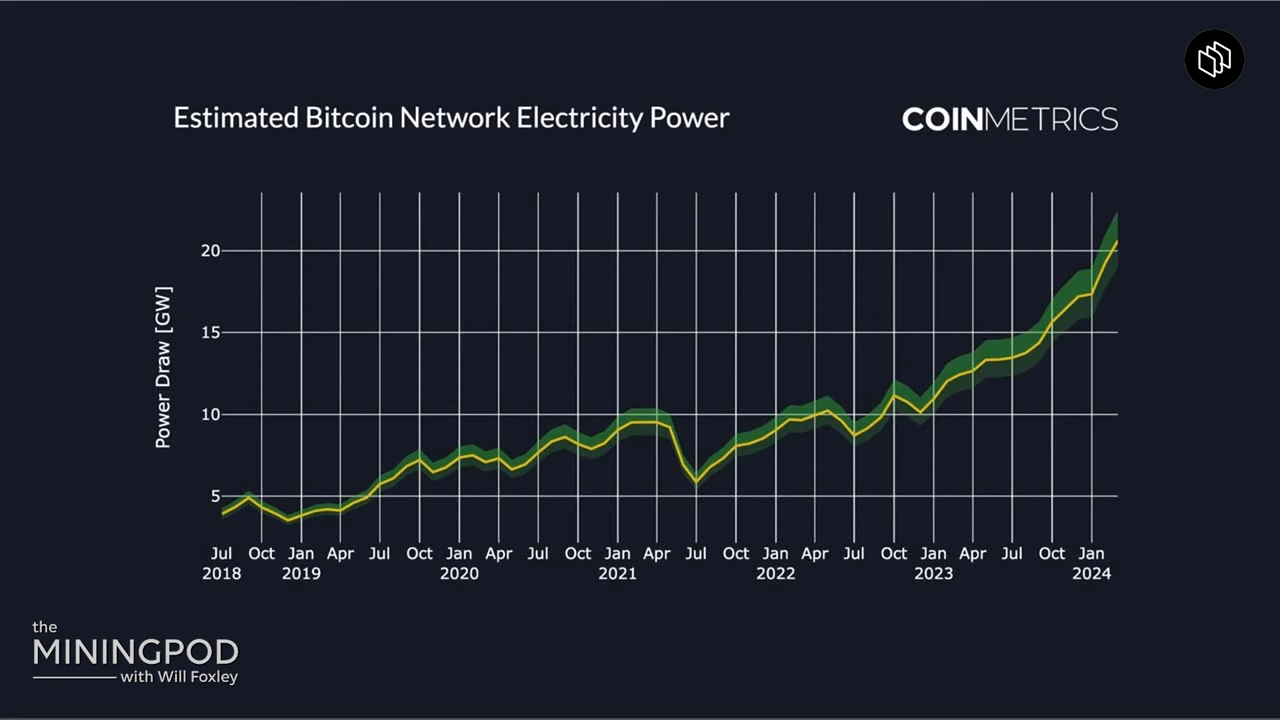 Estimated Bitcoin Network Electricity Power
COINMETRICS
Power Draw [GW]
20
15
10
5
Jul Oct Jan Apr Jul Oct Jan Apr Jul Oct Jan Apr Jul Oct Jan Apr Jul Oct Jan Apr Jul Oct Jan
2018 2019 2020 2021 2022 2023 2024
the
MININGPOD
with Will Foxley